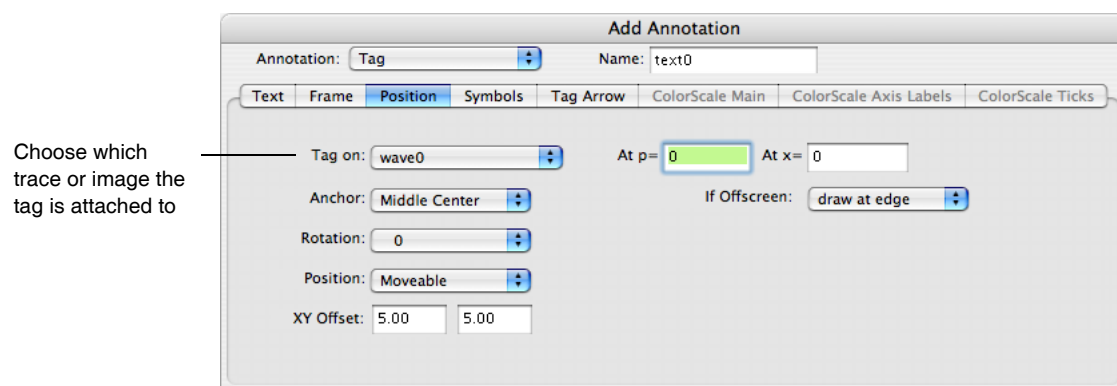 Add Annotation
Annotation: Tag Name: text0
Text Frame Position Symbols Tag Arrow ColorScale Main ColorScale Axis Labels ColorScale Ticks
Choose which
trace or image the
tag is attached to
Tag on: wave0 At p= 0 At x= 0
Anchor: Middle Center If Offscreen: draw at edge
Rotation: 0
Position: Moveable
XY Offset: 5.00 5.00